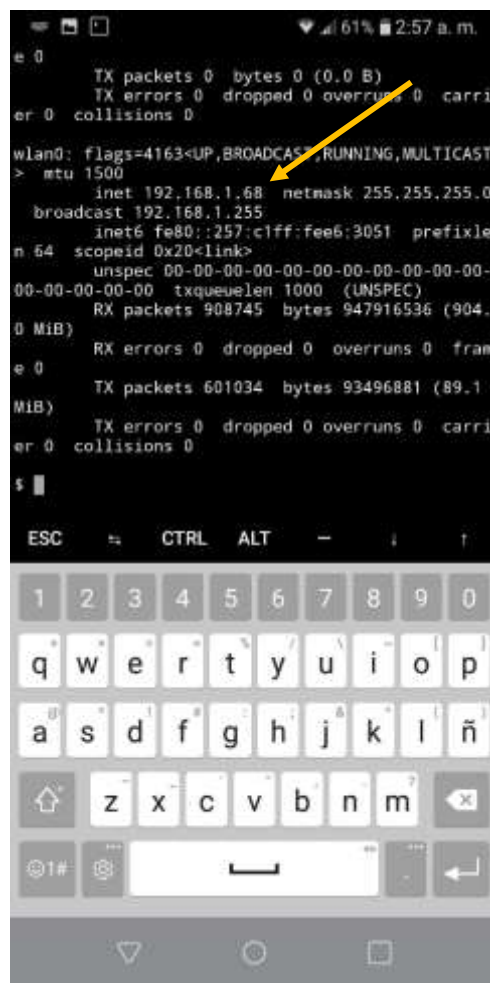 61% 2:57 a. m.
e 0
TX packets 0 bytes 0 (0.0 B)
TX errors 0 dropped 0 overruns 0 carri
er 0 collisions 0
wlan0: flags=4163<UP,BROADCAST,RUNNING,MULTICAST
> mtu 1500
inet 192.168.1.68 netmask 255.255.255.0
broadcast 192.168.1.255
inet6 fe80::257:c1ff:fee6:3051 prefixle
n 64 scopeid 0x20<link>
unspec 00-00-00-00-00-00-00-00-00-00-
00-00-00-00-00 txqueuelen 1000 (UNSPEC)
RX packets 908745 bytes 947916536 (904.
0 MiB)
RX errors 0 dropped 0 overruns 0 fram
e 0
TX packets 601034 bytes 93496881 (89.1
MiB)
TX errors 0 dropped 0 overruns 0 carri
er 0 collisions 0
$
ESC ⇆ CTRL ALT — ↓ ↑
1 2 3 4 5 6 7 8 9 0
q w e r t y u i o p
a s d f g h j k l ñ
z x c v b n m
1#